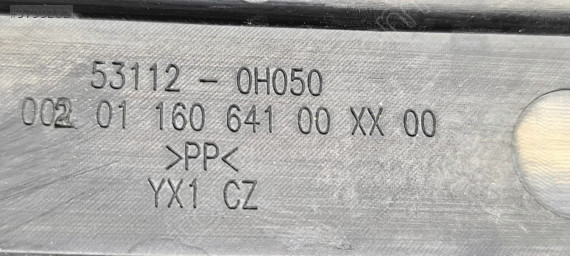 53112 - 0H050
002 01 160 641 00 XX 00
>PP<
YX1 CZ